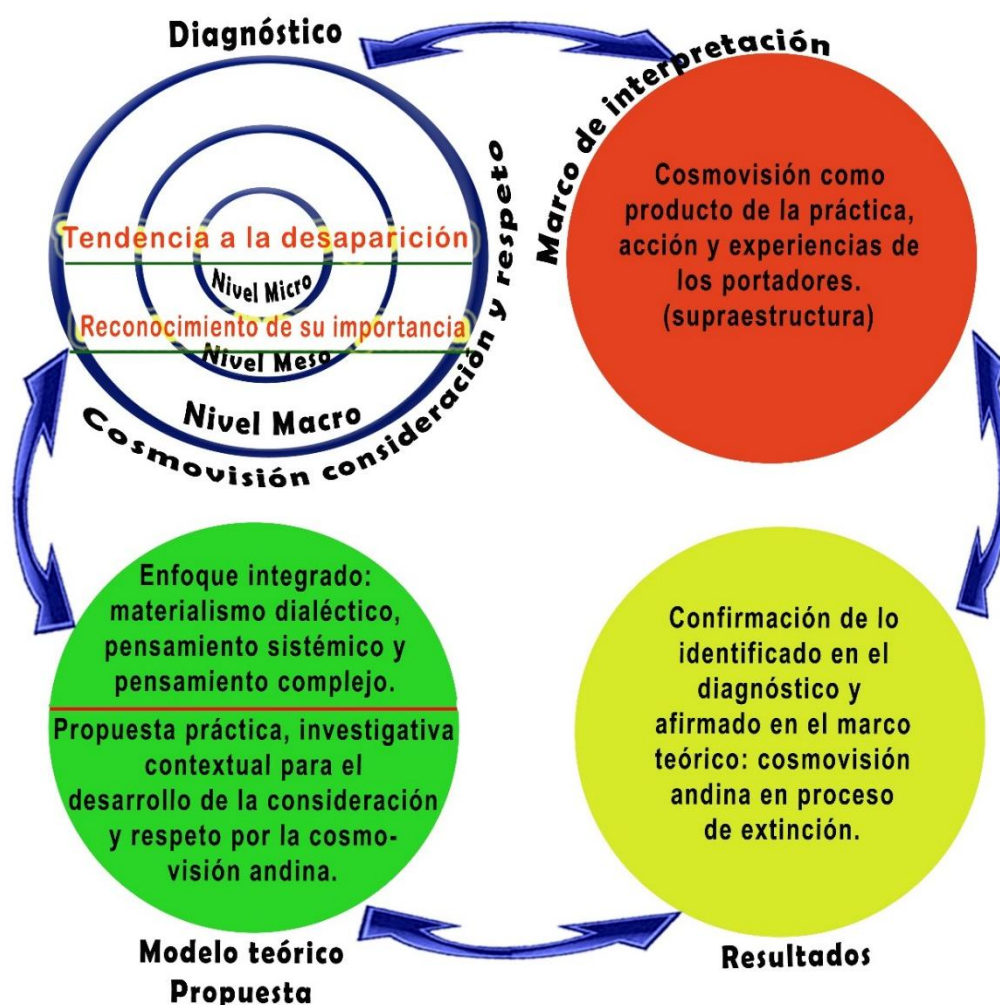 Diagnóstico
Tendencia a la desaparición
Nivel Micro
Reconocimiento de su importancia
Nivel Meso
Nivel Macro
Cosmovisión consideración y respeto
Marco de interpretación
Cosmovisión como
producto de la práctica,
acción y experiencias de
los portadores.
(supraestructura)
Enfoque integrado:
materialismo dialéctico,
pensamiento sistémico y
pensamiento complejo.
Propuesta práctica, investigativa
contextual para el
desarrollo de la consideración
y respeto por la cosmo-
visión andina.
Modelo teórico
Propuesta
Confirmación de lo
identificado en el
diagnóstico y
afirmado en el marco
teórico: cosmovisión
andina en proceso
de extinción.
Resultados